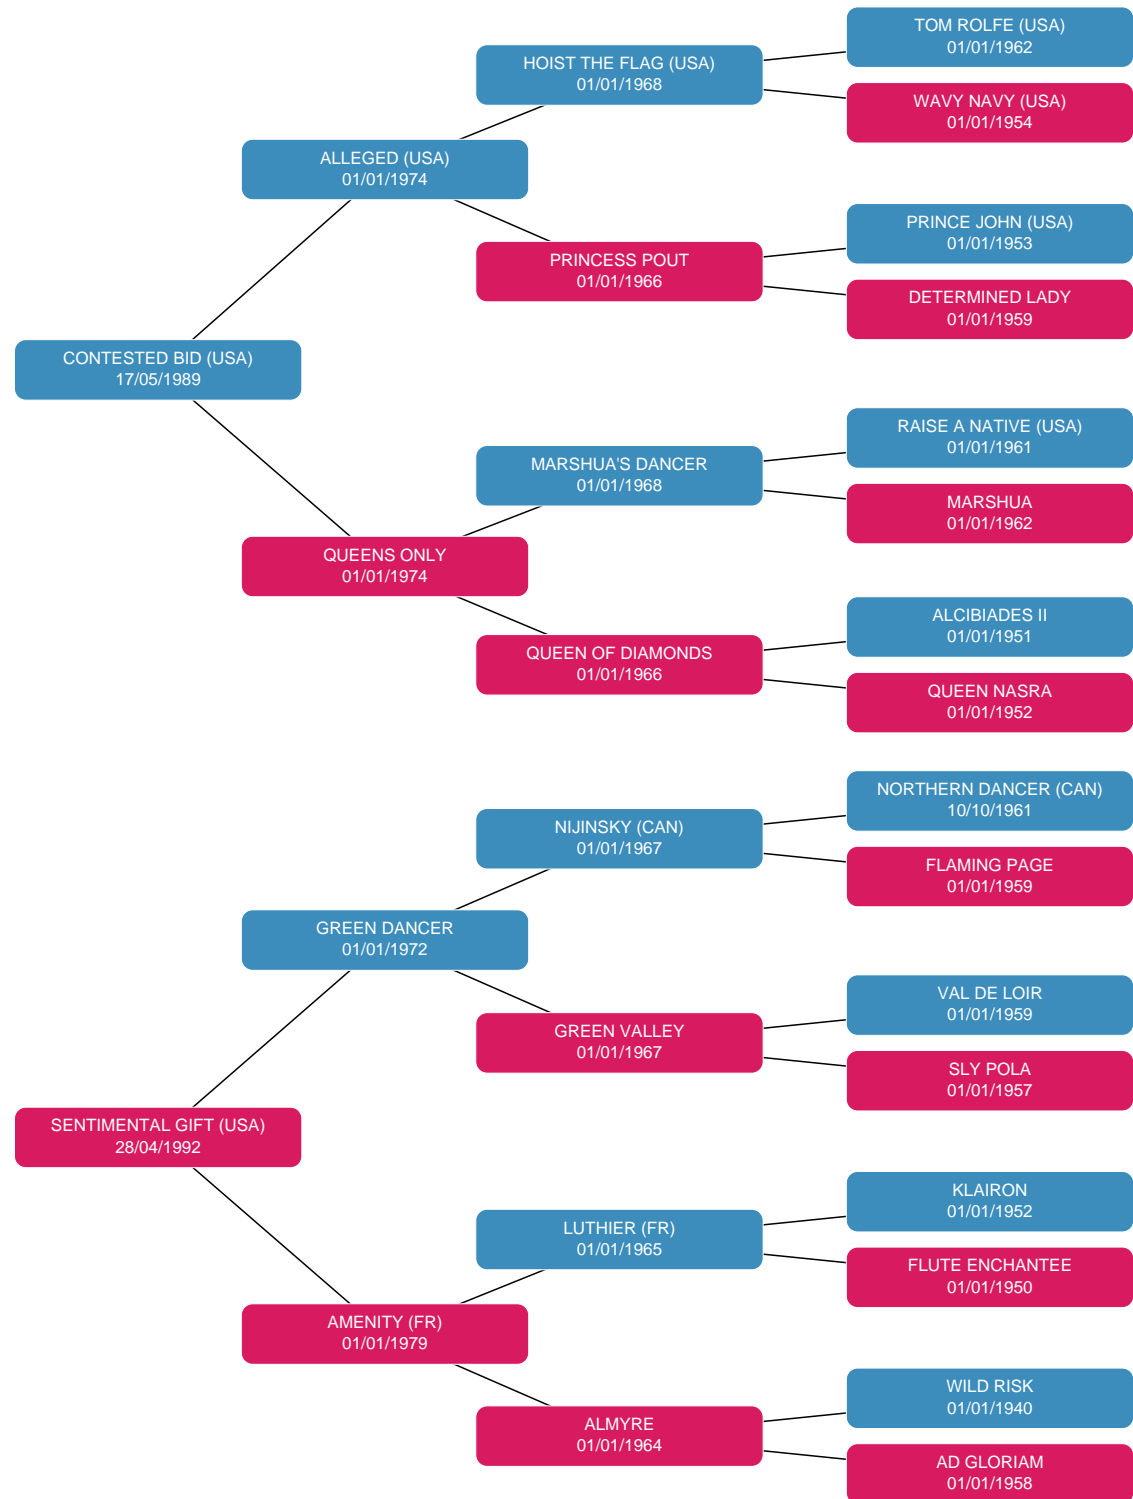 TOM ROLFE (USA)
01/01/1962
HOIST THE FLAG (USA)
01/01/1968
WAVY NAVY (USA)
01/01/1954
ALLEGED (USA)
01/01/1974
PRINCE JOHN (USA)
01/01/1953
PRINCESS POUT
01/01/1966
DETERMINED LADY
01/01/1959
CONTESTED BID (USA)
17/05/1989
RAISE A NATIVE (USA)
01/01/1961
MARSHUA'S DANCER
01/01/1968
MARSHUA
01/01/1962
QUEENS ONLY
01/01/1974
ALCIBIADES II
01/01/1951
QUEEN OF DIAMONDS
01/01/1966
QUEEN NASRA
01/01/1952
NORTHERN DANCER (CAN)
10/10/1961
NIJINSKY (CAN)
01/01/1967
FLAMING PAGE
01/01/1959
GREEN DANCER
01/01/1972
VAL DE LOIR
01/01/1959
GREEN VALLEY
01/01/1967
SLY POLA
01/01/1957
SENTIMENTAL GIFT (USA)
28/04/1992
KLAIRON
01/01/1952
LUTHIER (FR)
01/01/1965
FLUTE ENCHANTEE
01/01/1950
AMENITY (FR)
01/01/1979
WILD RISK
01/01/1940
ALMYRE
01/01/1964
AD GLORIAM
01/01/1958